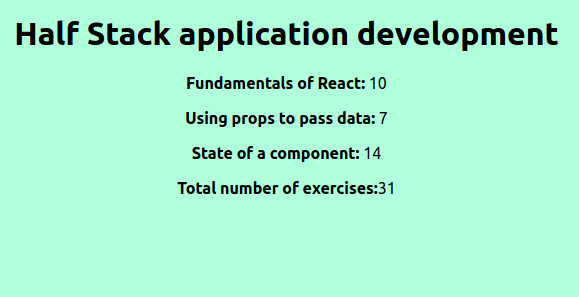 Half Stack application development
Fundamentals of React: 10
Using props to pass data: 7
State of a component: 14
Total number of exercises:31